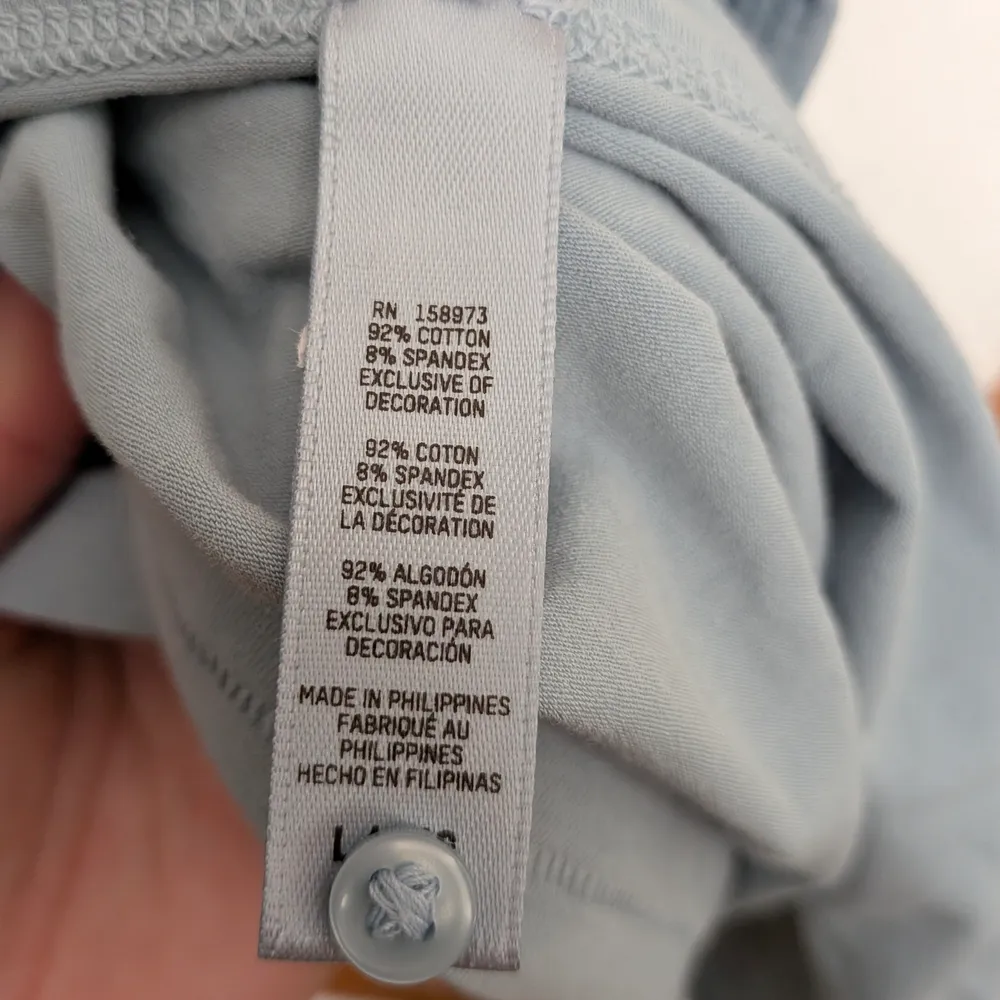 RN 158973
92% COTTON
8% SPANDEX
EXCLUSIVE OF
DECORATION
92% COTON
8% SPANDEX
EXCLUSIVITÉ DE
LA DÉCORATION
92% ALGODÓN
8% SPANDEX
EXCLUSIVO PARA
DECORACIÓN
MADE IN PHILIPPINES
FABRIQUÉ AU
PHILIPPINES
HECHO EN FILIPINAS